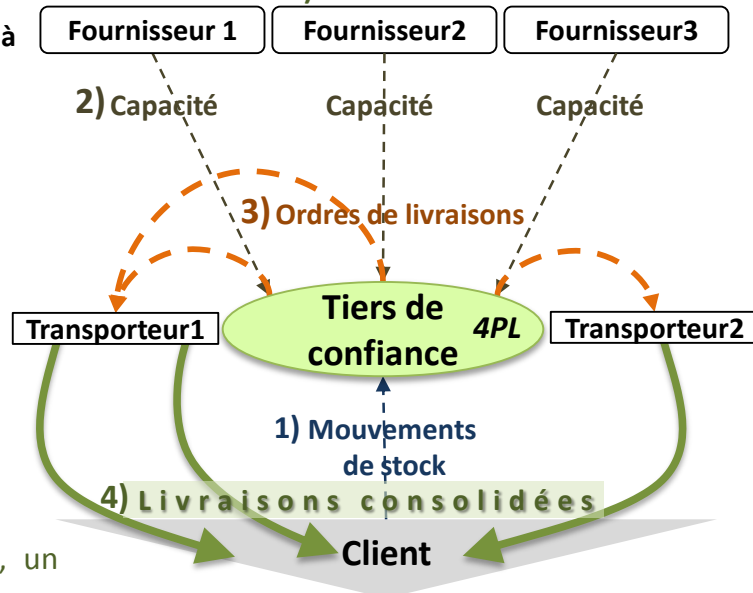 à
Fournisseur 1 Fournisseur2 Fournisseur3
2) Capacité Capacité Capacité
3) Ordres de livraisons
Tiers de
confiance 4PL
Transporteur1 Transporteur2
1) Mouvements
de stock
4) Livraisons consolidées
Client
, un